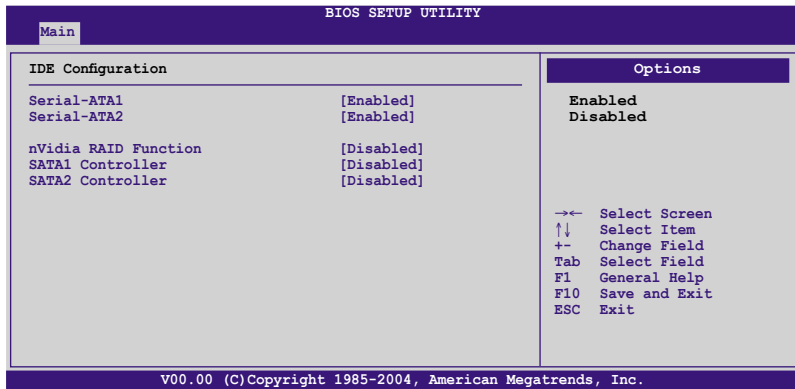 BIOS SETUP UTILITY
Main
IDE Configuration
Serial-ATA1 [Enabled]
Serial-ATA2 [Enabled]
nVidia RAID Function [Disabled]
SATA1 Controller [Disabled]
SATA2 Controller [Disabled]
Options
Enabled
Disabled
→← Select Screen
↑↓ Select Item
+- Change Field
Tab Select Field
F1 General Help
F10 Save and Exit
ESC Exit
V00.00 (C)Copyright 1985-2004, American Megatrends, Inc.